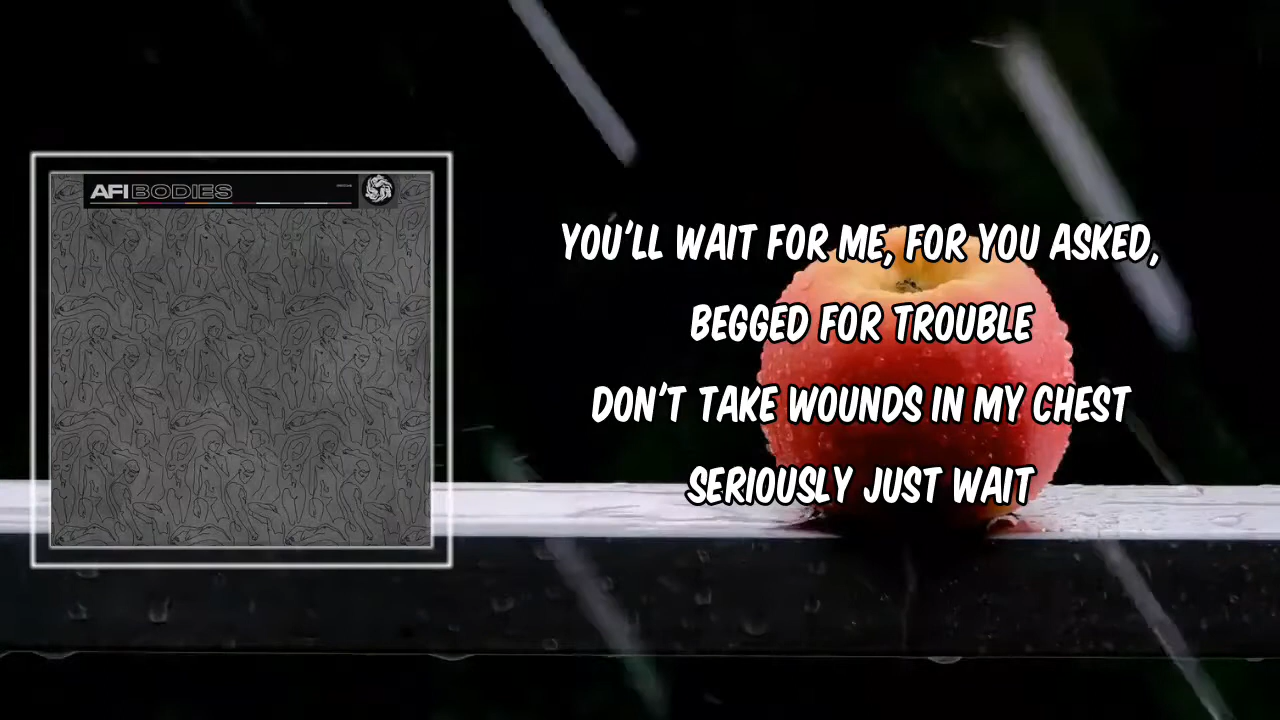 AFI BODIES
YOU'LL WAIT FOR ME, FOR YOU ASKED,
BEGGED FOR TROUBLE
DON'T TAKE WOUNDS IN MY CHEST
SERIOUSLY JUST WAIT